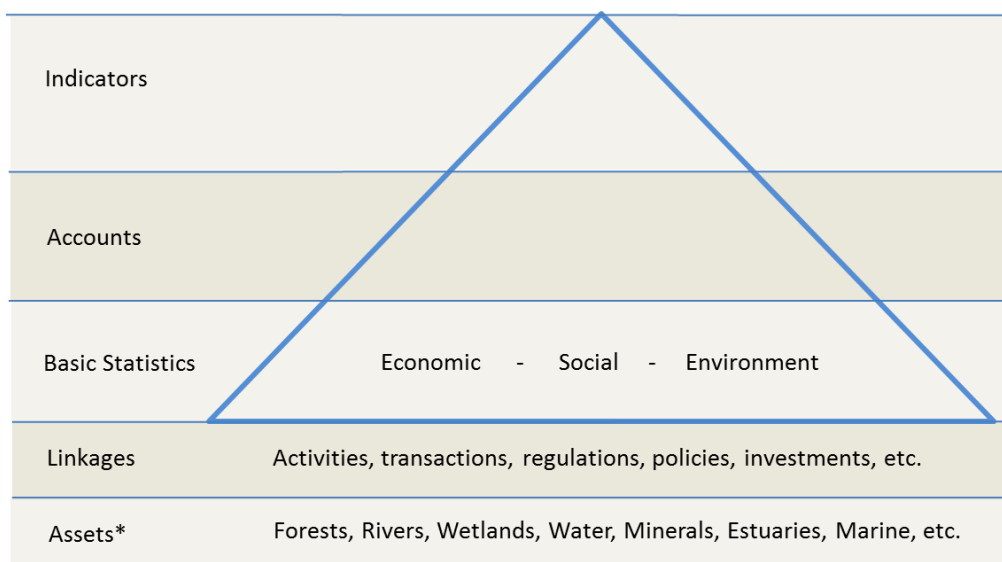 Indicators
Accounts
Basic Statistics Economic - Social - Environment
Linkages Activities, transactions, regulations, policies, investments, etc.
Assets* Forests, Rivers, Wetlands, Water, Minerals, Estuaries, Marine, etc.